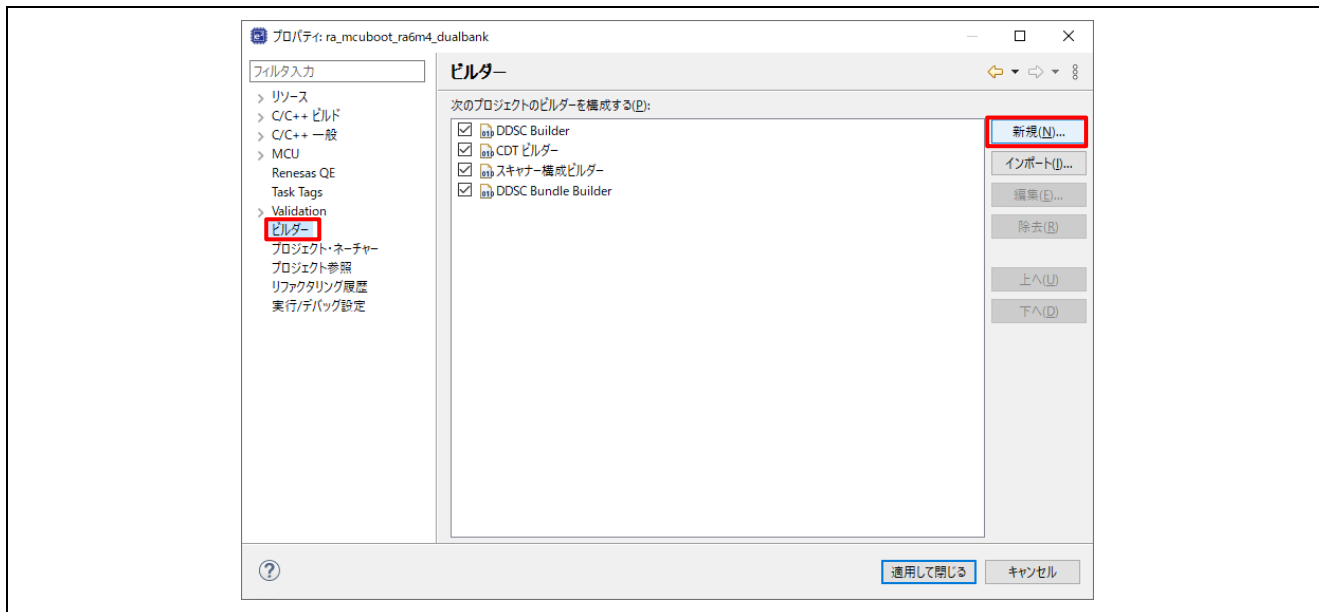 プロパティ: ra_mcuboot_ra6m4_dualbank
フィルタ入力
ビルダー
リソース
C/C++ ビルド
C/C++ 一般
MCU
Renesas QE
Task Tags
Validation
ビルダー
プロジェクト・ネーチャー
プロジェクト参照
リファクタリング履歴
実行/デバッグ設定
次のプロジェクトのビルダーを構成する(P):
DDSC Builder
CDT ビルダー
スキャナー構成ビルダー
DDSC Bundle Builder
新規(N)...
インポート(I)...
編集(E)...
除去(R)
上へ(U)
下へ(D)
適用して閉じる
キャンセル